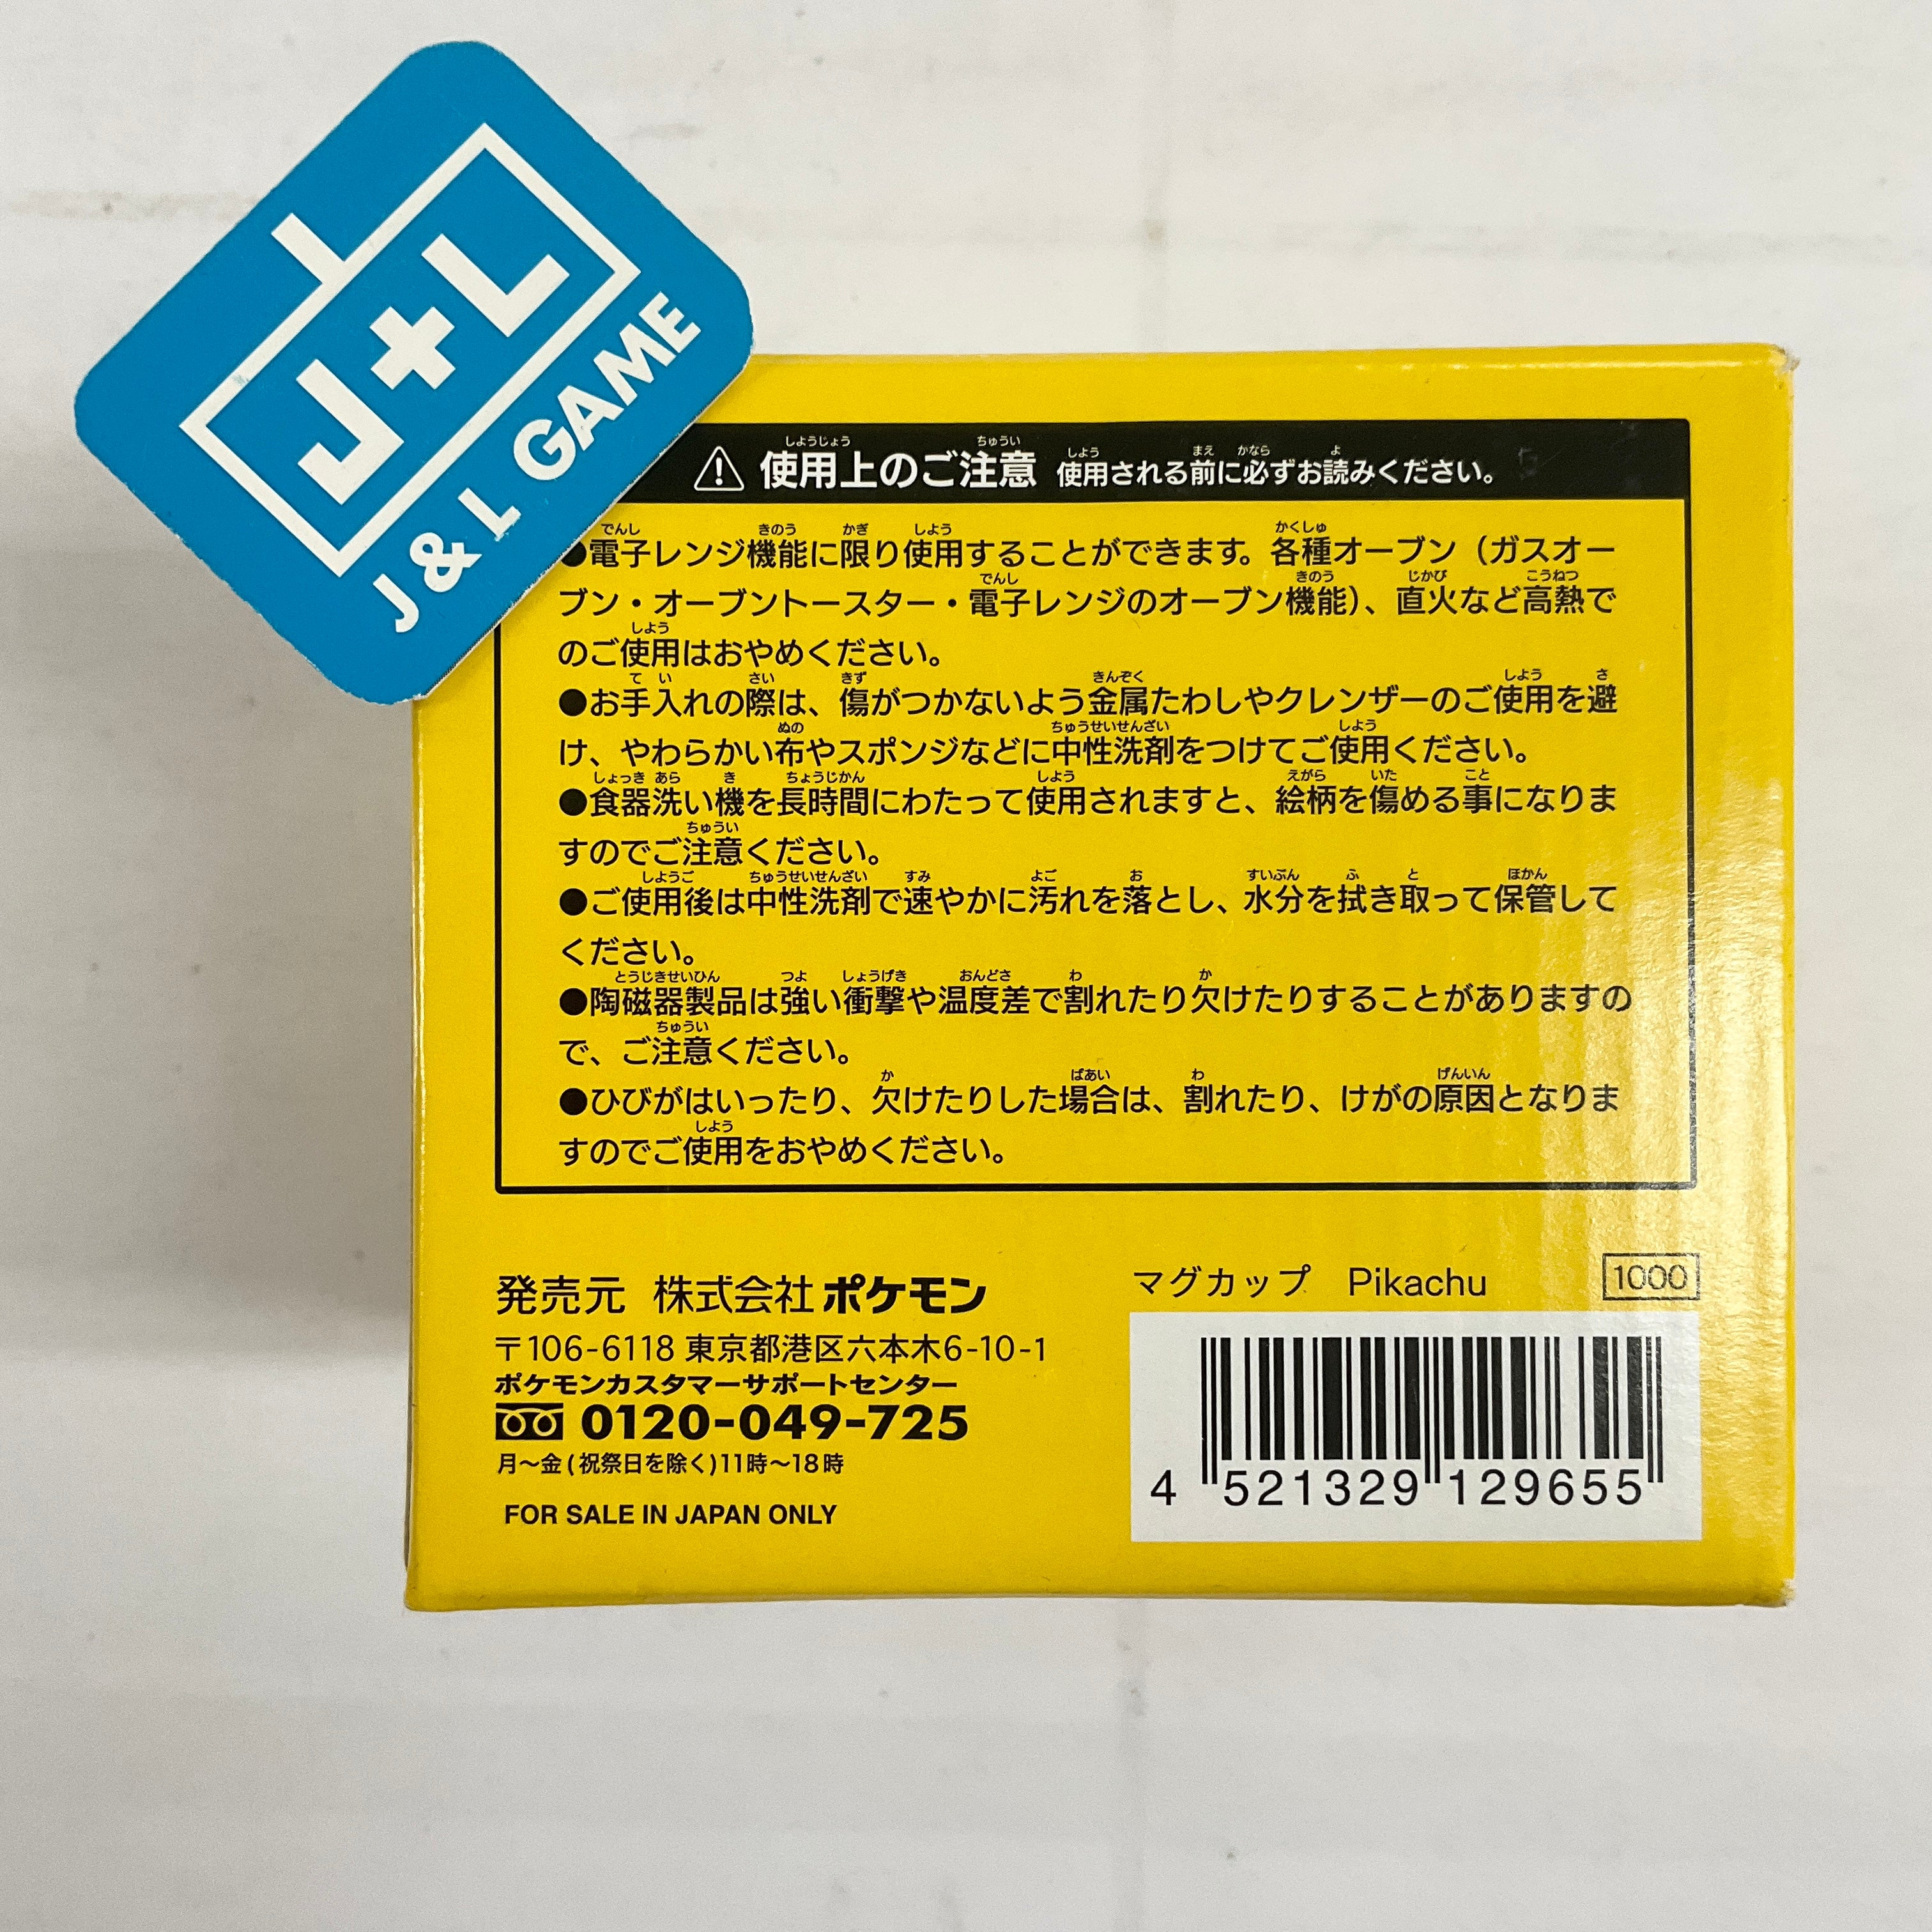 J+L
J & L GAME
使用上のご注意 使用される前に必ずお読みください。
●電子レンジ機能に限り使用することができます。各種オーブン（ガスオー
ブン・オーブントースター・電子レンジのオーブン機能）、直火など高熱で
のご使用はおやめください。
●お手入れの際は、傷がつかないよう金属たわしやクレンザーのご使用を避
け、やわらかい布やスポンジなどに中性洗剤をつけてご使用ください。
●食器洗い機を長時間にわたって使用されますと、絵柄を傷める事になりま
すのでご注意ください。
●ご使用後は中性洗剤で速やかに汚れを落とし、水分を拭き取って保管して
ください。
●陶磁器製品は強い衝撃や温度差で割れたり欠けたりすることがありますの
で、ご注意ください。
●ひびがはいったり、欠けたりした場合は、割れたり、けがの原因となりま
すのでご使用をおやめください。
発売元 株式会社ポケモン
〒106-6118 東京都港区六本木6-10-1
ポケモンカスタマーサポートセンター
0120-049-725
月〜金(祝祭日を除く)11時〜18時
FOR SALE IN JAPAN ONLY
マグカップ Pikachu 1000
4 521329 129655